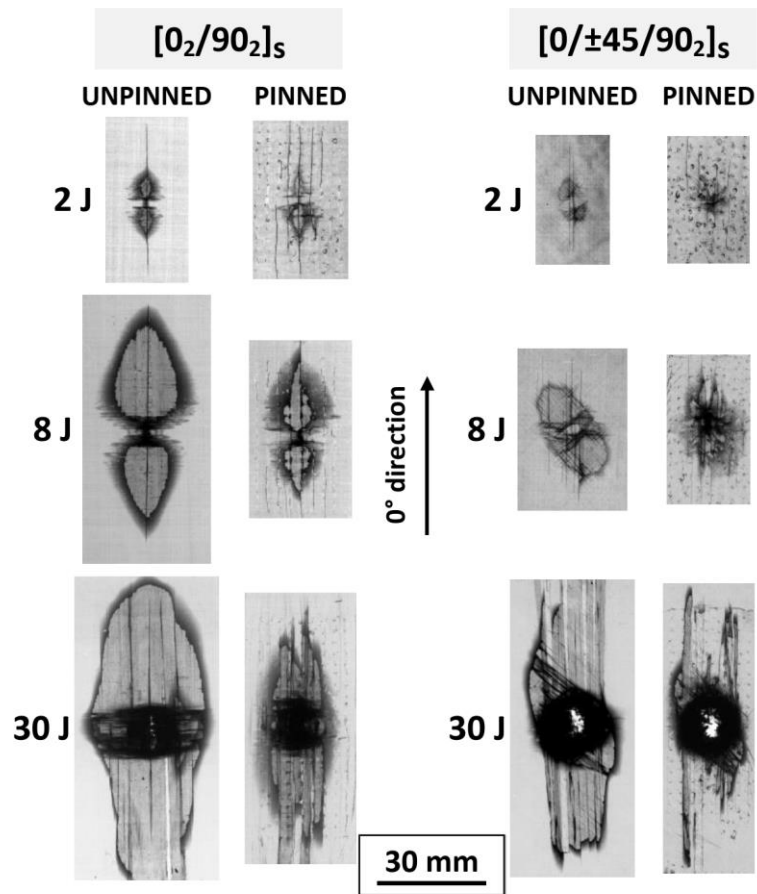 [0₂/90₂]s [0/±45/90₂]s
UNPINNED PINNED UNPINNED PINNED
2 J 2 J
8 J 0° direction 8 J
30 J 30 J
30 mm